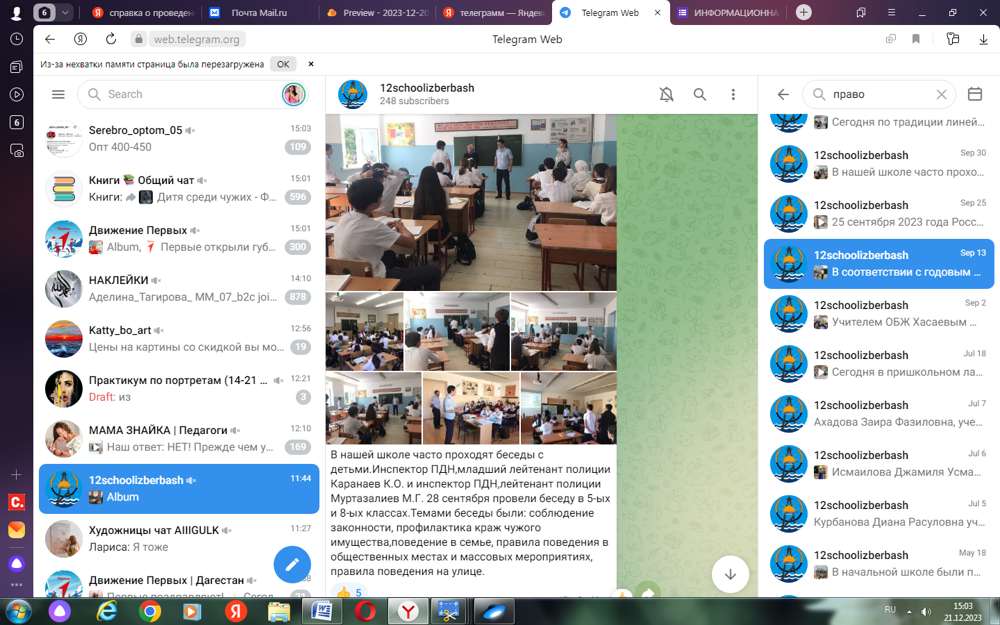 6
справка о проведен
Почта Mail.ru
Preview - 2023-12-20
телеграмм — Яндекс
Telegram Web
ИНФОРМАЦИОННА
web.telegram.org
Telegram Web
Из-за нехватки памяти страница была перезагружена
ОК
6
Search
Serebro_optom_05
15:03
Опт 400-450
109
Книги 📚 Общий чат
15:01
Книги: Дитя среди чужих - Ф...
596
Движение Первых
15:01
Album, Первые открыли губ...
300
НАКЛЕЙКИ
14:10
Аделина_Тагирова_ MM_07_b2c joi...
878
Katty_bo_art
12:56
Цены на картины со скидкой вы мо...
19
Практикум по портретам (14-21 ...
12:21
Draft: из
3
МАМА ЗНАЙКА | Педагоги
12:10
Наш ответ: НЕТ! Прежде чем у...
169
12schoolizberbash
11:44
Album
Художницы чат AIIIGULK
11:27
Лариса: Я тоже
Движение Первых | Дагестан
Первые поздравляют! Сегод
21
12schoolizberbash
248 subscribers
В нашей школе часто проходят беседы с
детьми.Инспектор ПДН,младший лейтенант полиции
Каранаев К.О. и инспектор ПДН,лейтенант полиции
Муртазалиев М.Г. 28 сентября провели беседу в 5-ых
и 8-ых классах.Темами беседы были: соблюдение
законности, профилактика краж чужого
имущества,поведение в семье, правила поведения в
общественных местах и массовых мероприятиях,
правила поведения на улице.
👍 5
право
Сегодня по традиции линей...
12schoolizberbash
Sep 30
В нашей школе часто прохо...
12schoolizberbash
Sep 25
25 сентября 2023 года Росс...
12schoolizberbash
Sep 13
В соответствии с годовым ...
12schoolizberbash
Sep 2
Учителем ОБЖ Хасаевым ...
12schoolizberbash
Jul 18
Сегодня в пришкольном ла...
12schoolizberbash
Jul 7
Ахадова Заира Фазиловна, уче...
12schoolizberbash
Jul 6
Исмаилова Джамиля Усма...
12schoolizberbash
Jul 5
Курбанова Диана Расуловна уч...
12schoolizberbash
May 18
В начальной школе были п...
RU
15:03
21.12.2023